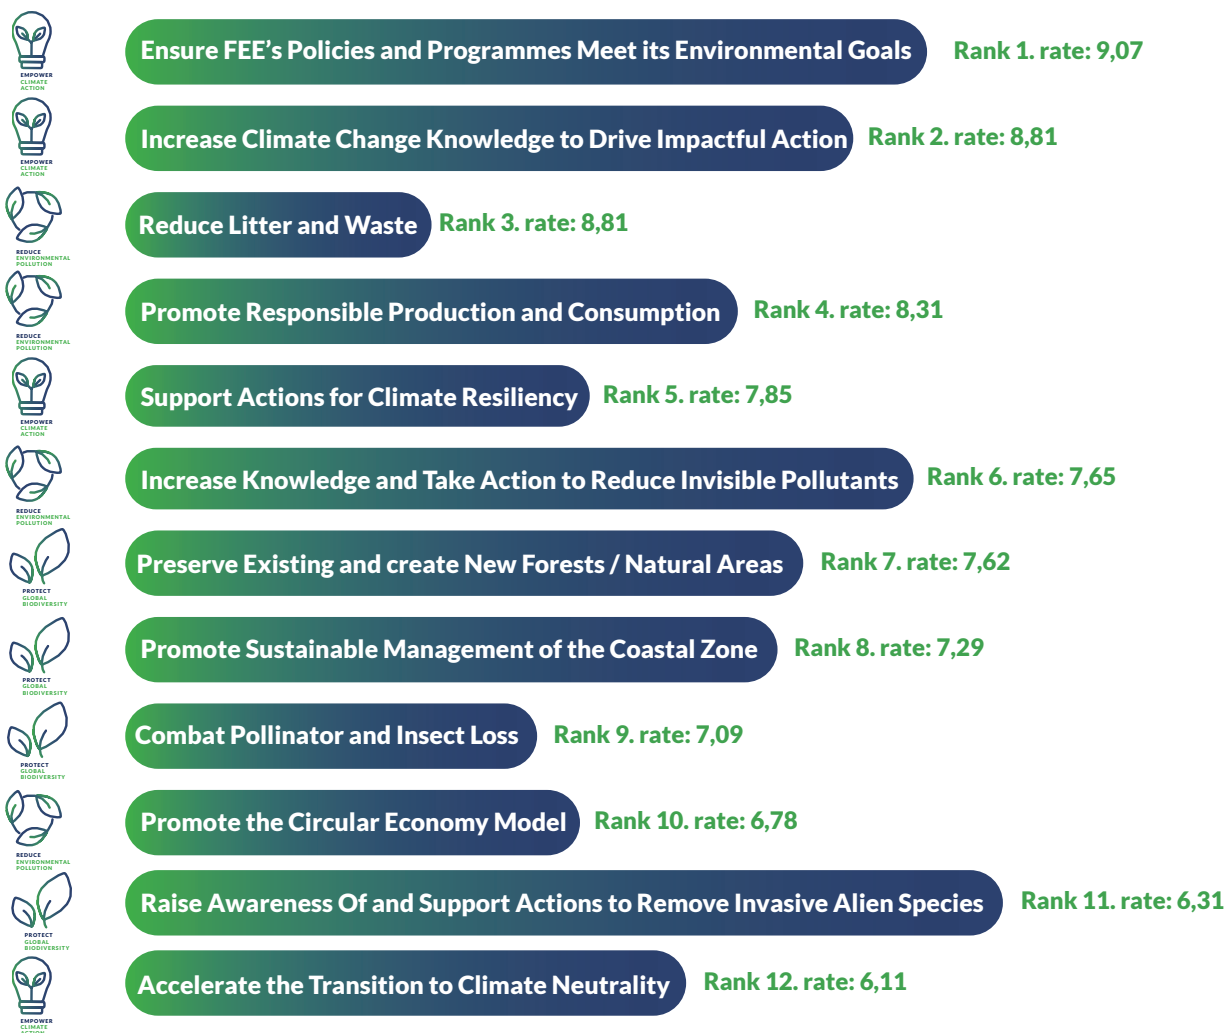 EMPOWER
CLIMATE
ACTION
Ensure FEE’s Policies and Programmes Meet its Environmental Goals
Rank 1. rate: 9,07
EMPOWER
CLIMATE
ACTION
Increase Climate Change Knowledge to Drive Impactful Action
Rank 2. rate: 8,81
REDUCE
ENVIRONMENTAL
POLLUTION
Reduce Litter and Waste
Rank 3. rate: 8,81
REDUCE
ENVIRONMENTAL
POLLUTION
Promote Responsible Production and Consumption
Rank 4. rate: 8,31
EMPOWER
CLIMATE
ACTION
Support Actions for Climate Resiliency
Rank 5. rate: 7,85
REDUCE
ENVIRONMENTAL
POLLUTION
Increase Knowledge and Take Action to Reduce Invisible Pollutants
Rank 6. rate: 7,65
PROTECT
GLOBAL
BIODIVERSITY
Preserve Existing and create New Forests / Natural Areas
Rank 7. rate: 7,62
PROTECT
GLOBAL
BIODIVERSITY
Promote Sustainable Management of the Coastal Zone
Rank 8. rate: 7,29
PROTECT
GLOBAL
BIODIVERSITY
Combat Pollinator and Insect Loss
Rank 9. rate: 7,09
REDUCE
ENVIRONMENTAL
POLLUTION
Promote the Circular Economy Model
Rank 10. rate: 6,78
PROTECT
GLOBAL
BIODIVERSITY
Raise Awareness Of and Support Actions to Remove Invasive Alien Species
Rank 11. rate: 6,31
EMPOWER
CLIMATE
ACTION
Accelerate the Transition to Climate Neutrality
Rank 12. rate: 6,11